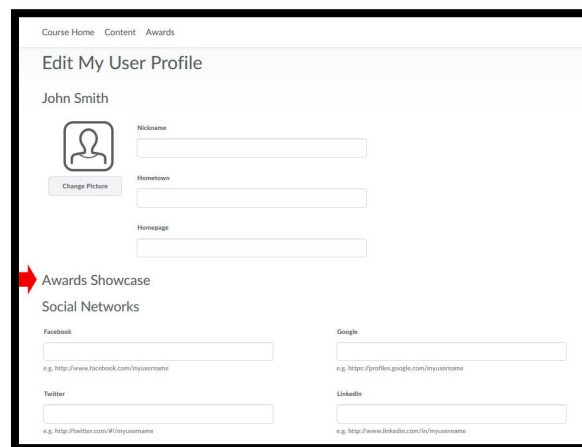 Course Home Content Awards
Edit My User Profile
John Smith
Nickname
Change Picture
Hometown
Homepage
Awards Showcase
Social Networks
Facebook Google
e.g. http://www.facebook.com/myusername e.g. https://profiles.google.com/myusername
Twitter LinkedIn
e.g. http://twitter.com/#!/myusername e.g. http://www.linkedin.com/in/myusername